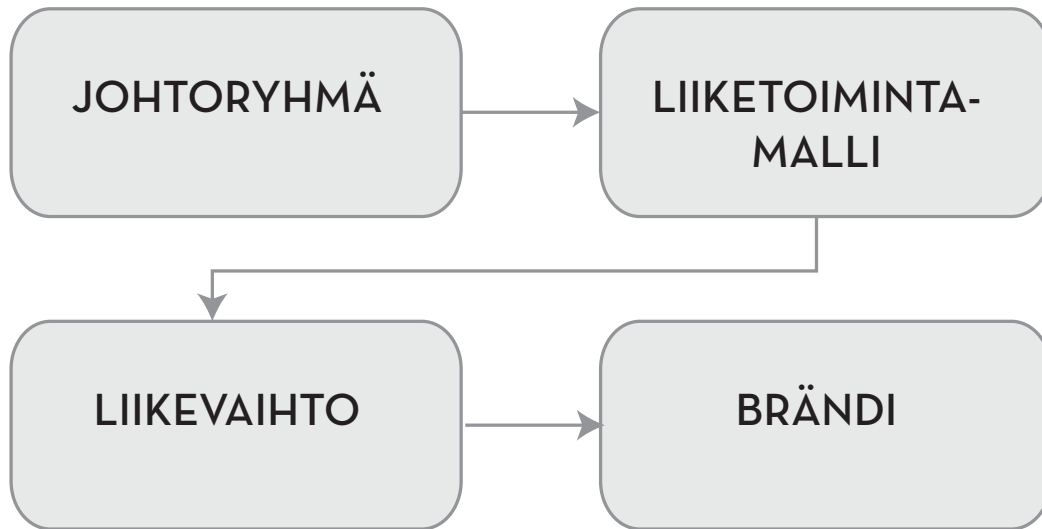 JOHTORYHMÄ
LIIKETOIMINTA-
MALLI
LIIKEVAIHTO
BRÄNDI